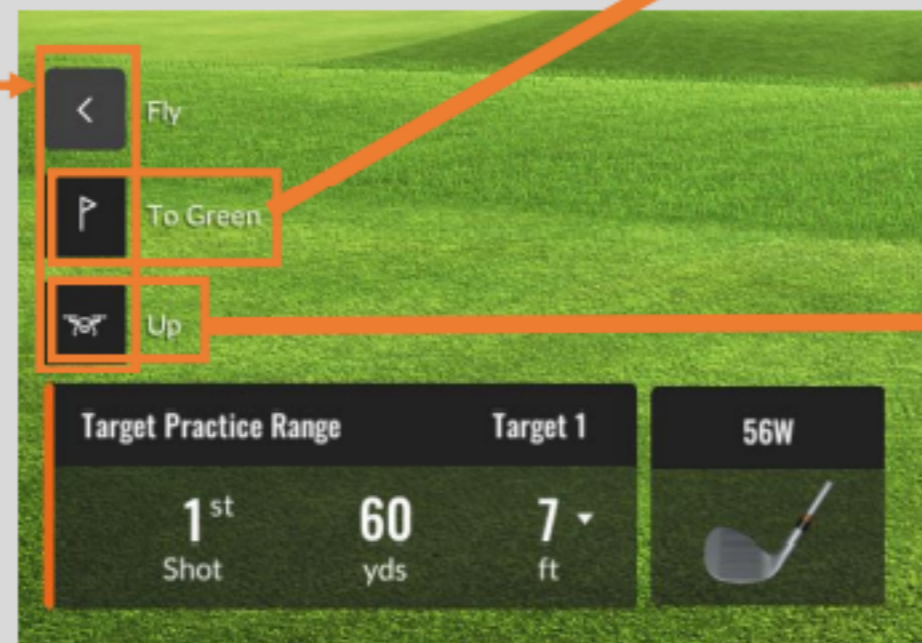 Fly
To Green
Up
Target Practice Range Target 1
56W
1st 60 7
Shot yds ft